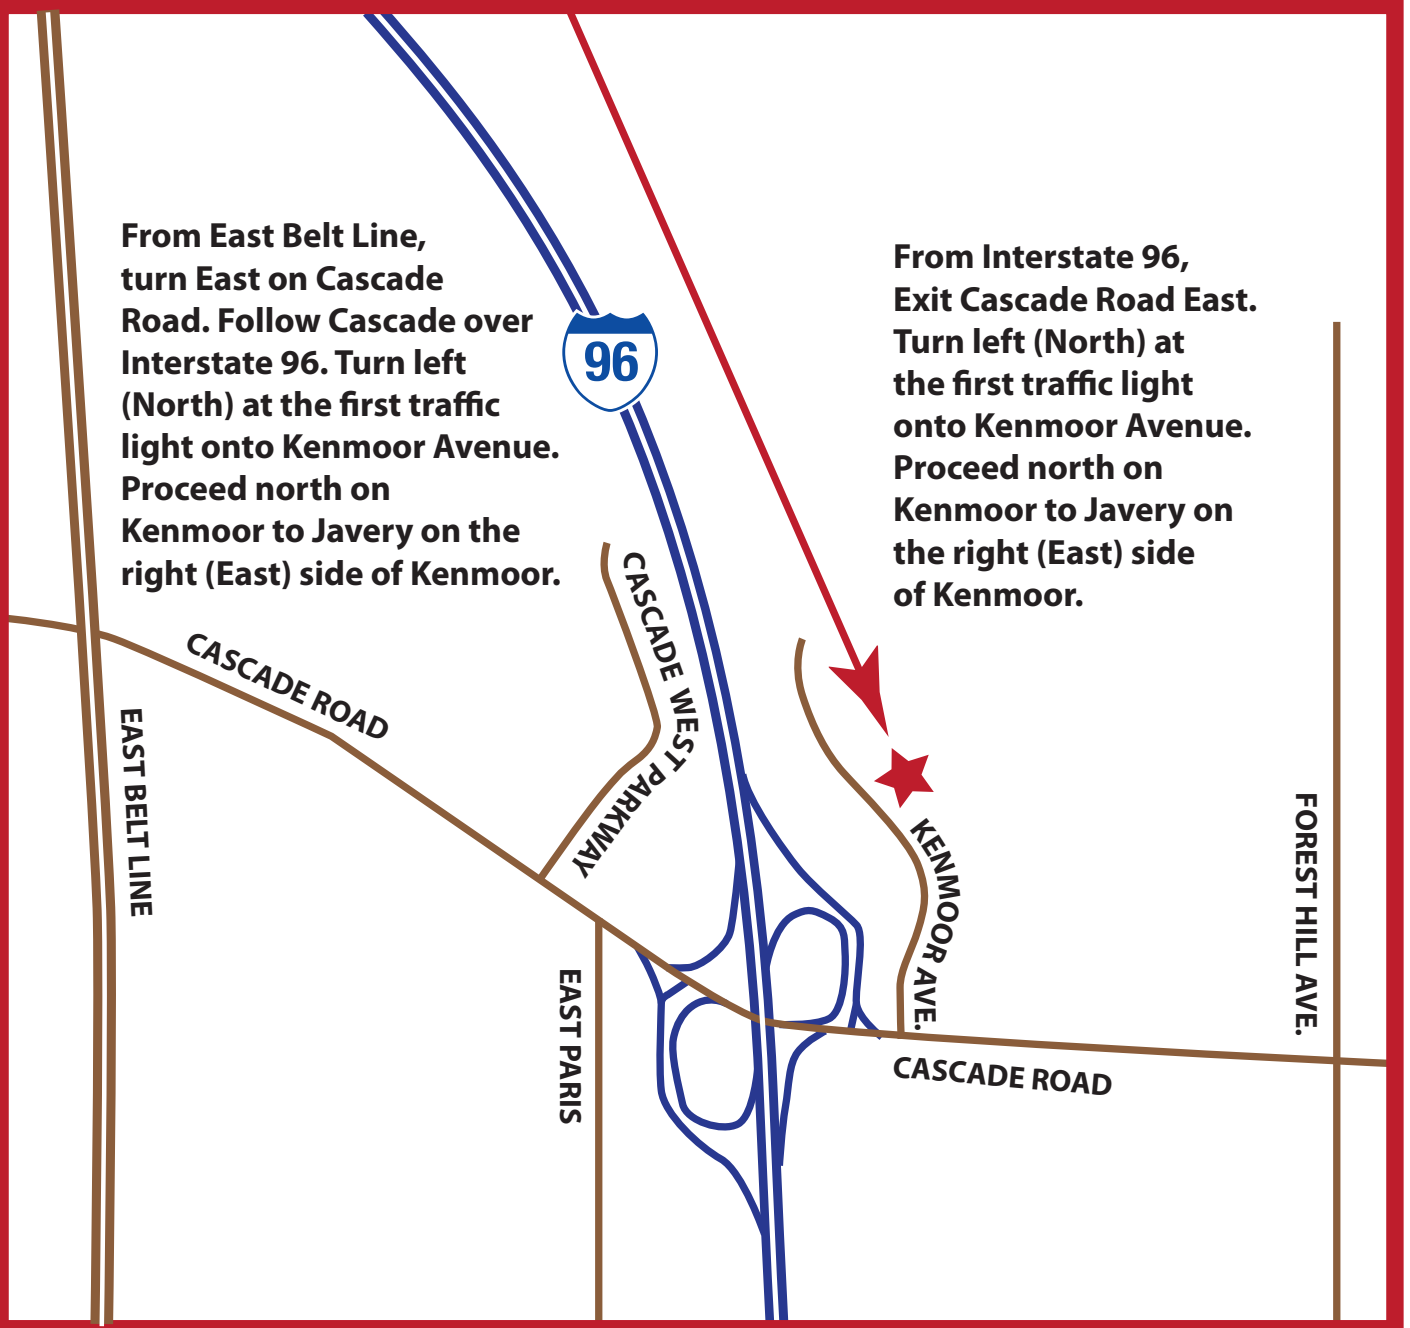 From East Belt Line,
turn East on Cascade
Road. Follow Cascade over
Interstate 96. Turn left
(North) at the first traffic
light onto Kenmoor Avenue.
Proceed north on
Kenmoor to Javery on the
right (East) side of Kenmoor.
96
From Interstate 96,
Exit Cascade Road East.
Turn left (North) at
the first traffic light
onto Kenmoor Avenue.
Proceed north on
Kenmoor to Javery on
the right (East) side
of Kenmoor.
CASCADE WEST PARKWAY
CASCADE ROAD
EAST BELT LINE
KENMOOR AVE.
FOREST HILL AVE.
EAST PARIS
CASCADE ROAD